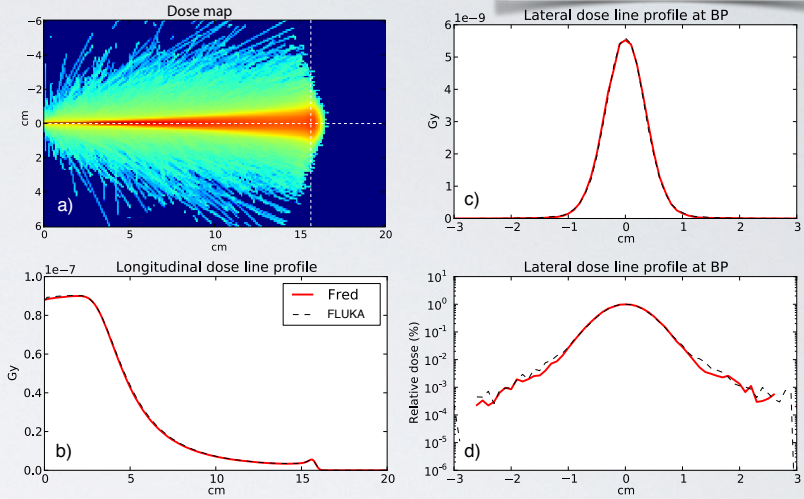 Dose map
−6
−4
−2
0
2
4
6
cm
a)
0
5
10
15
20
cm
Lateral dose line profile at BP
1e-9
6
5
4
3
2
1
0
Gy
c)
−3
−2
−1
0
1
2
3
cm
Longitudinal dose line profile
1e-7
1.0
0.8
0.6
0.4
0.2
0.0
Gy
Fred
FLUKA
b)
0
5
10
15
20
cm
Lateral dose line profile at BP
10^1
10^0
10^-1
10^-2
10^-3
10^-4
10^-5
10^-6
Relative dose (%)
d)
−3
−2
−1
0
1
2
3
cm